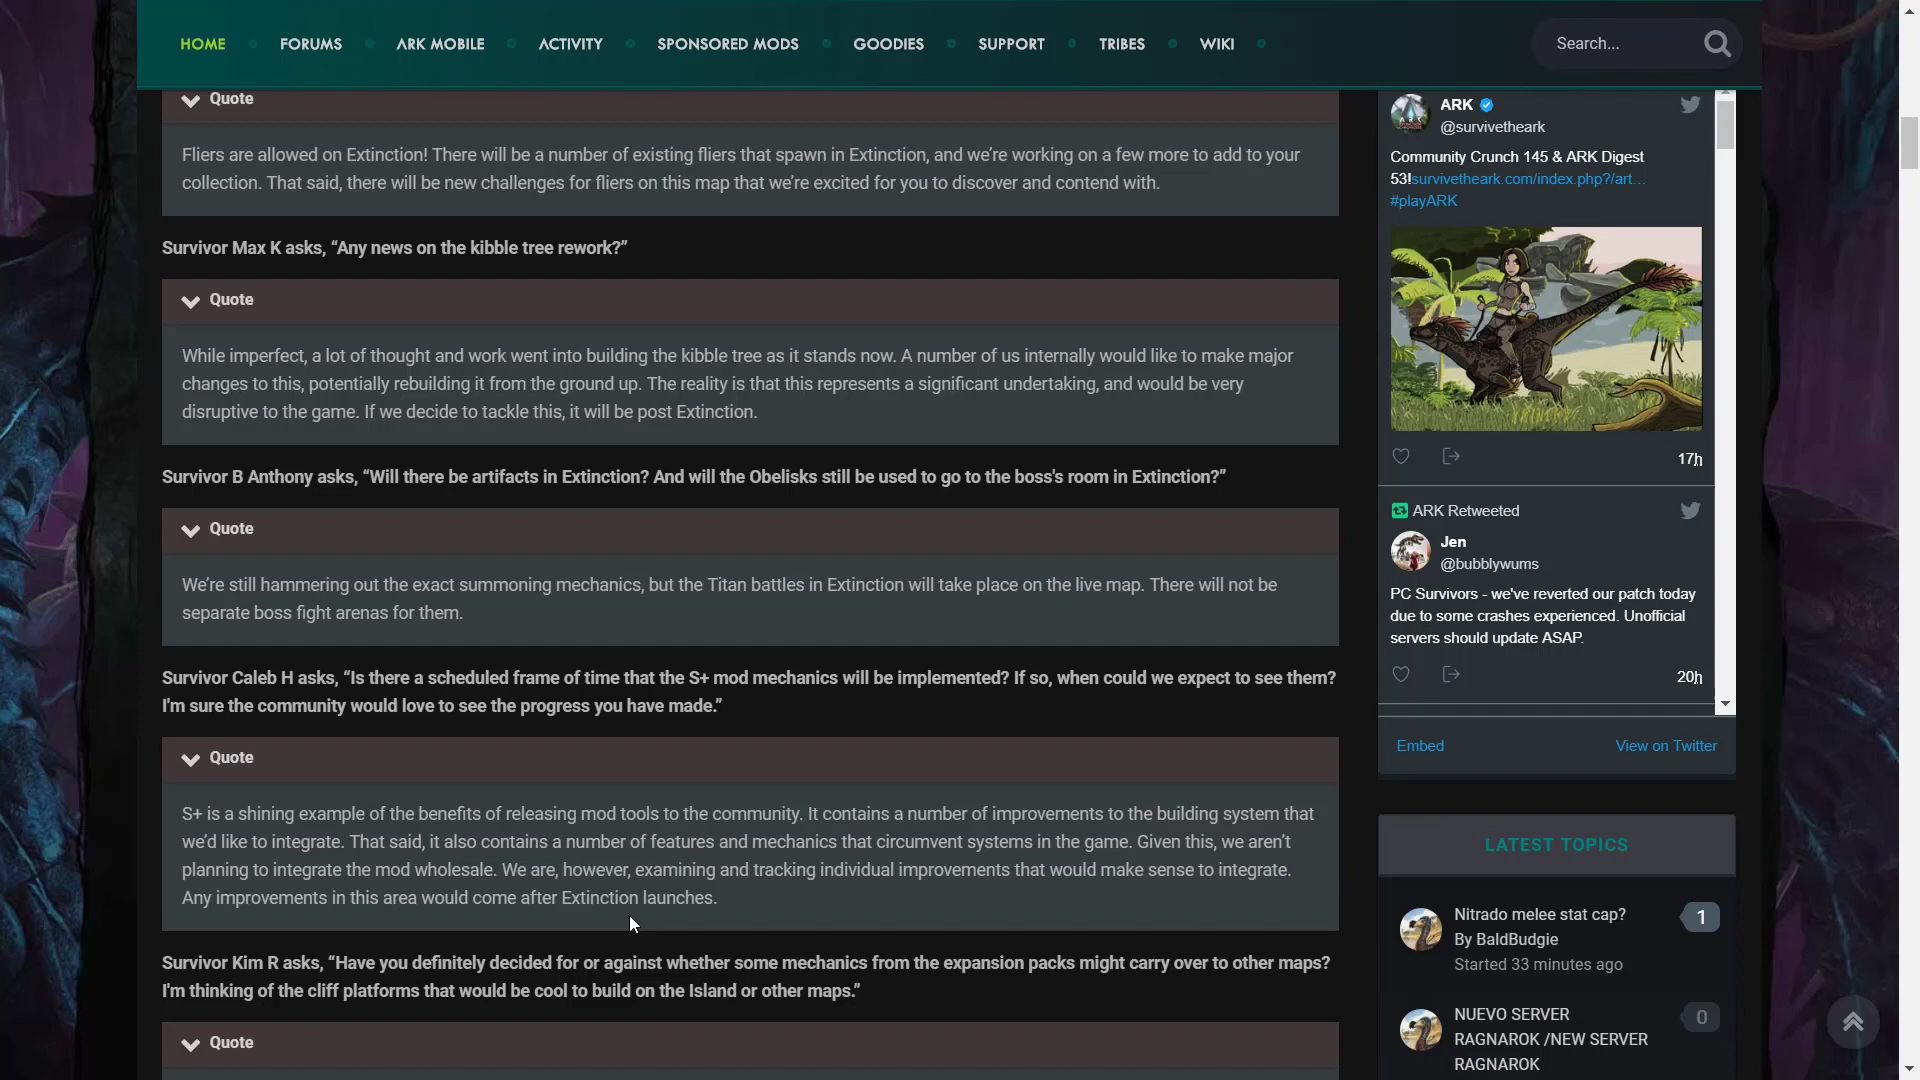 HOME
FORUMS
ARK MOBILE
ACTIVITY
SPONSORED MODS
GOODIES
SUPPORT
TRIBES
WIKI
Search...
Quote
Fliers are allowed on Extinction! There will be a number of existing fliers that spawn in Extinction, and we’re working on a few more to add to your
collection. That said, there will be new challenges for fliers on this map that we’re excited for you to discover and contend with.
Survivor Max K asks, “Any news on the kibble tree rework?”
Quote
While imperfect, a lot of thought and work went into building the kibble tree as it stands now. A number of us internally would like to make major
changes to this, potentially rebuilding it from the ground up. The reality is that this represents a significant undertaking, and would be very
disruptive to the game. If we decide to tackle this, it will be post Extinction.
Survivor B Anthony asks, “Will there be artifacts in Extinction? And will the Obelisks still be used to go to the boss's room in Extinction?”
Quote
We’re still hammering out the exact summoning mechanics, but the Titan battles in Extinction will take place on the live map. There will not be
separate boss fight arenas for them.
Survivor Caleb H asks, “Is there a scheduled frame of time that the S+ mod mechanics will be implemented? If so, when could we expect to see them?
I'm sure the community would love to see the progress you have made.”
Quote
S+ is a shining example of the benefits of releasing mod tools to the community. It contains a number of improvements to the building system that
we’d like to integrate. That said, it also contains a number of features and mechanics that circumvent systems in the game. Given this, we aren’t
planning to integrate the mod wholesale. We are, however, examining and tracking individual improvements that would make sense to integrate.
Any improvements in this area would come after Extinction launches.
Survivor Kim R asks, “Have you definitely decided for or against whether some mechanics from the expansion packs might carry over to other maps?
I'm thinking of the cliff platforms that would be cool to build on the Island or other maps.”
Quote
ARK
@survivetheark
Community Crunch 145 & ARK Digest
53!survivetheark.com/index.php?/art…
#playARK
17h
ARK Retweeted
Jen
@bubblywums
PC Survivors - we've reverted our patch today
due to some crashes experienced. Unofficial
servers should update ASAP.
20h
Embed
View on Twitter
LATEST TOPICS
Nitrado melee stat cap?
1
By BaldBudgie
Started 33 minutes ago
NUEVO SERVER
0
RAGNAROK /NEW SERVER
RAGNAROK